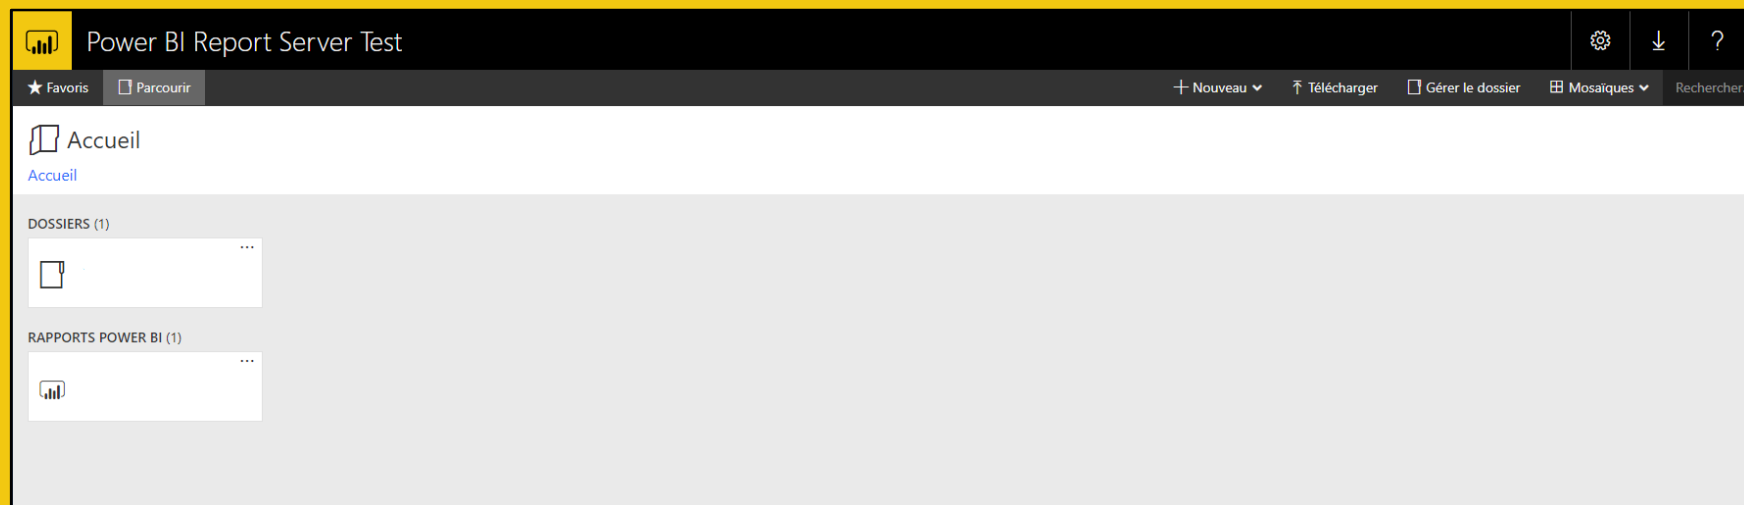 Power BI Report Server Test
?
Favoris Parcourir Nouveau Télécharger Gérer le dossier Mosaïques Rechercher
Accueil
Accueil
DOSSIERS (1)
...
RAPPORTS POWER BI (1)
...